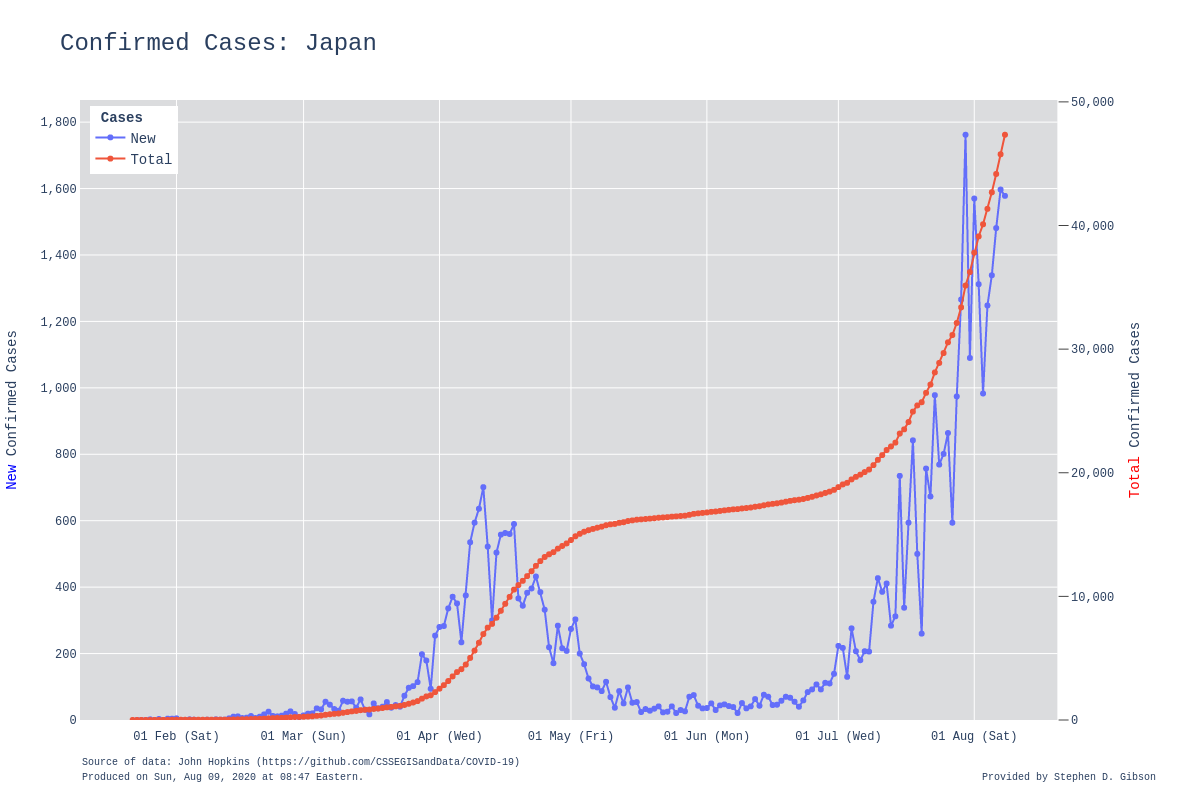 Confirmed Cases: Japan
Cases
New
Total
1,800
1,600
1,400
1,200
1,000
800
600
400
200
0
50,000
40,000
30,000
20,000
10,000
0
New Confirmed Cases
Total Confirmed Cases
01 Feb (Sat)
01 Mar (Sun)
01 Apr (Wed)
01 May (Fri)
01 Jun (Mon)
01 Jul (Wed)
01 Aug (Sat)
Source of data: John Hopkins (https://github.com/CSSEGISandData/COVID-19)
Produced on Sun, Aug 09, 2020 at 08:47 Eastern.
Provided by Stephen D. Gibson